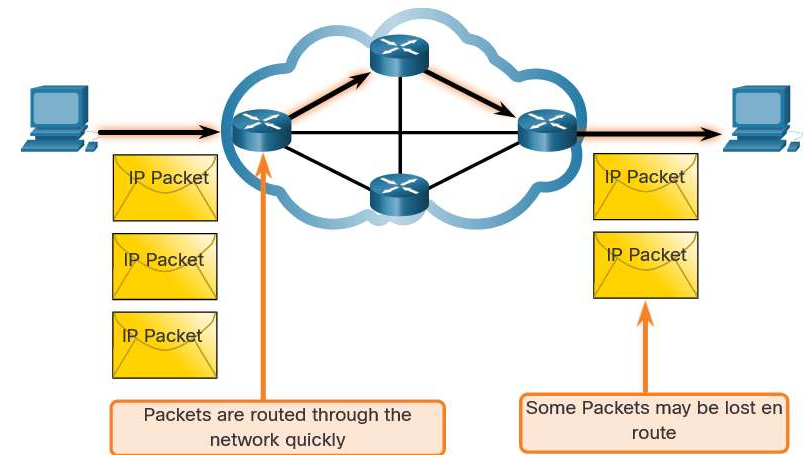 IP Packet
IP Packet
IP Packet
IP Packet
IP Packet
Packets are routed through the
network quickly
Some Packets may be lost en
route